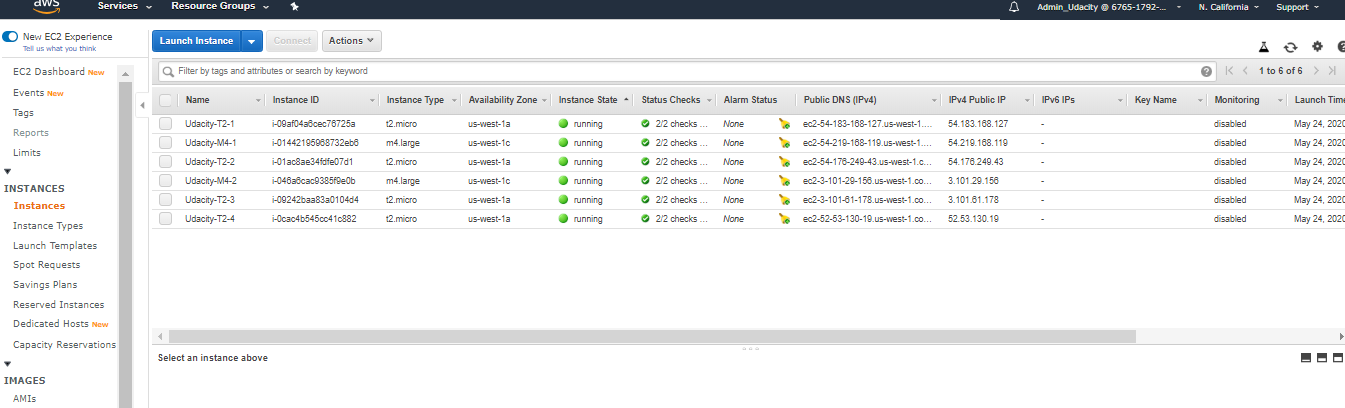 aws Services Resource Groups Admin_Udacity @ 6765-1792-... N. California Support
New EC2 Experience
Tell us what you think
Launch Instance Connect Actions
EC2 Dashboard New
Filter by tags and attributes or search by keyword 1 to 6 of 6
Events New
Tags
Reports
Limits
INSTANCES
Instances
Instance Types
Launch Templates
Spot Requests
Savings Plans
Reserved Instances
Dedicated Hosts New
Capacity Reservations
IMAGES
AMIs
Name Instance ID Instance Type Availability Zone Instance State Status Checks Alarm Status Public DNS (IPv4) IPv4 Public IP IPv6 IPs Key Name Monitoring Launch Time
Udacity-T2-1 i-09af04a6cec76725a t2.micro us-west-1a running 2/2 checks ... None ec2-54-183-168-127.us-west-1.... 54.183.168.127 - disabled May 24, 2020
Udacity-M4-1 i-01442195968732eb6 m4.large us-west-1c running 2/2 checks ... None ec2-54-219-168-119.us-west-1.... 54.219.168.119 - disabled May 24, 2020
Udacity-T2-2 i-01ac8ae34fdfe07d1 t2.micro us-west-1a running 2/2 checks ... None ec2-54-176-249-43.us-west-1.c... 54.176.249.43 - disabled May 24, 2020
Udacity-M4-2 i-046a6cac9385f9e0b m4.large us-west-1c running 2/2 checks ... None ec2-3-101-29-156.us-west-1.co... 3.101.29.156 - disabled May 24, 2020
Udacity-T2-3 i-09242baa83a0104d4 t2.micro us-west-1a running 2/2 checks ... None ec2-3-101-61-178.us-west-1.co... 3.101.61.178 - disabled May 24, 2020
Udacity-T2-4 i-0cac4b545cc41c882 t2.micro us-west-1a running 2/2 checks ... None ec2-52-53-130-19.us-west-1.co... 52.53.130.19 - disabled May 24, 2020
Select an instance above